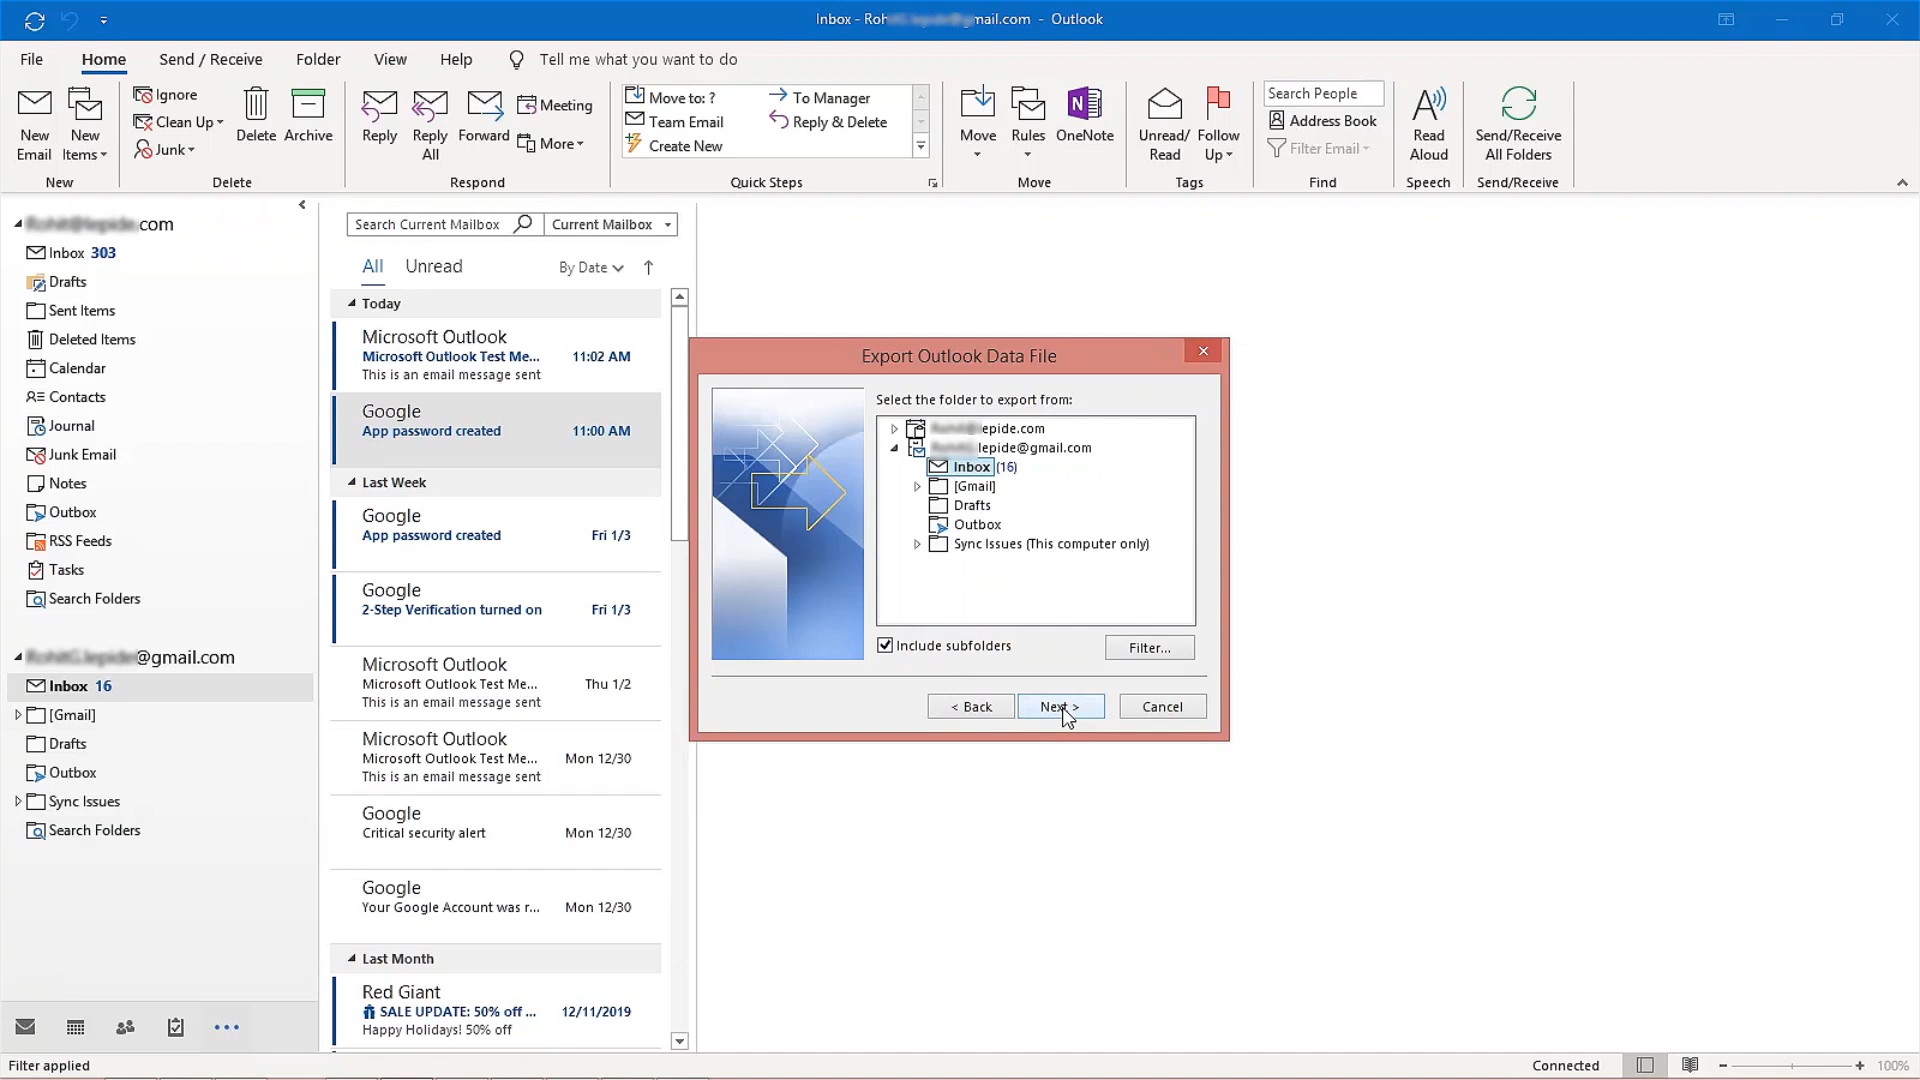 Inbox - Roh mail.com - Outlook
File Home Send / Receive Folder View Help Tell me what you want to do
New Email
New Items
New
Ignore
Clean Up
Junk
Delete
Archive
Delete
Reply
Reply All
Forward
Meeting
More
Respond
Move to: ?
Team Email
Create New
To Manager
Reply & Delete
Quick Steps
Move
Rules
OneNote
Move
Unread/ Read
Follow Up
Tags
Search People
Address Book
Filter Email
Find
Read Aloud
Speech
Send/Receive All Folders
Send/Receive
.com
Inbox 303
Drafts
Sent Items
Deleted Items
Calendar
Contacts
Journal
Junk Email
Notes
Outbox
RSS Feeds
Tasks
Search Folders
@gmail.com
Inbox 16
[Gmail]
Drafts
Outbox
Sync Issues
Search Folders
Search Current Mailbox
Current Mailbox
All Unread By Date
Today
Microsoft Outlook
Microsoft Outlook Test Me... 11:02 AM
This is an email message sent
Google
App password created 11:00 AM
Last Week
Google
App password created Fri 1/3
Google
2-Step Verification turned on Fri 1/3
Microsoft Outlook
Microsoft Outlook Test Me... Thu 1/2
This is an email message sent
Microsoft Outlook
Microsoft Outlook Test Me... Mon 12/30
This is an email message sent
Google
Critical security alert Mon 12/30
Google
Your Google Account was r... Mon 12/30
Last Month
Red Giant
SALE UPDATE: 50% off ... 12/11/2019
Happy Holidays! 50% off
Export Outlook Data File
Select the folder to export from:
epide.com
lepide@gmail.com
Inbox (16)
[Gmail]
Drafts
Outbox
Sync Issues (This computer only)
Include subfolders
Filter...
< Back
Next >
Cancel
Filter applied
Connected
100%